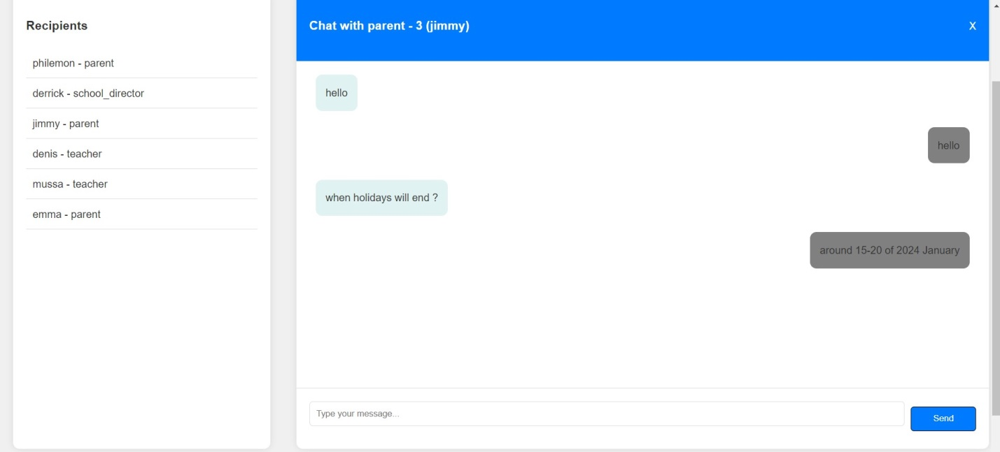 Recipients
philemon - parent
derrick - school_director
jimmy - parent
denis - teacher
mussa - teacher
emma - parent
Chat with parent - 3 (jimmy)
X
hello
hello
when holidays will end ?
around 15-20 of 2024 January
Type your message...
Send